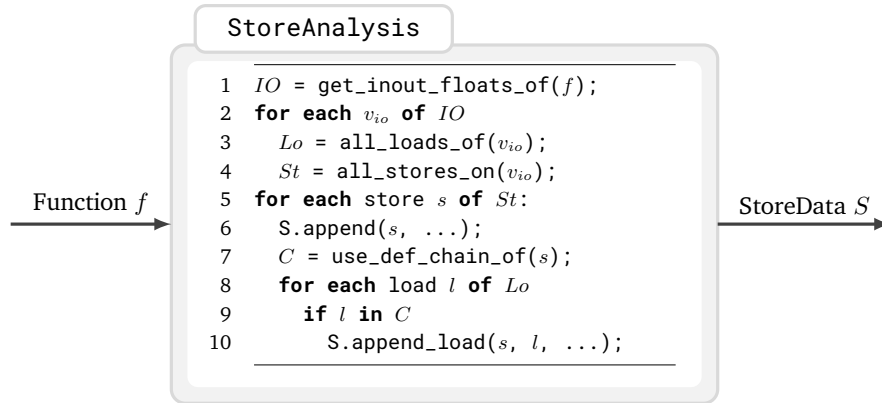 StoreAnalysis
Function f
1 IO = get_inout_floats_of(f);
2 for each v_io of IO
3 Lo = all_loads_of(v_io);
4 St = all_stores_on(v_io);
5 for each store s of St:
6 S.append(s, ...);
7 C = use_def_chain_of(s);
8 for each load l of Lo
9 if l in C
10 S.append_load(s, l, ...);
StoreData S